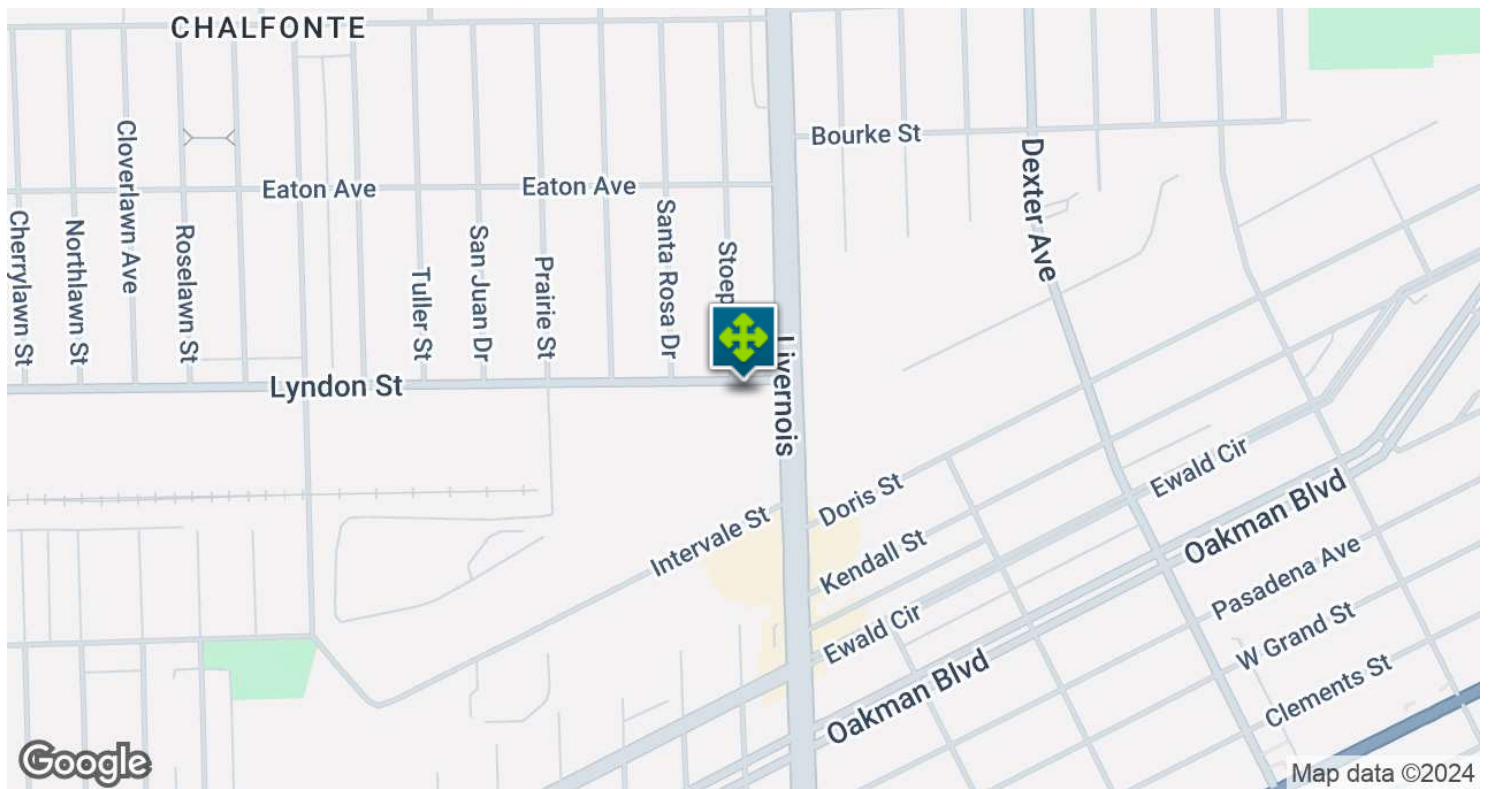 CHALFONTE
Bourke St
Cloverlawn Ave
Dexter Ave
Eaton Ave
Eaton Ave
Cherrylawn St
Northlawn St
Roselawn St
Tuller St
San Juan Dr
Prairie St
Santa Rosa Dr
Stoep
Livernois
Lyndon St
Ewald Cir
Doris St
Intervale St
Kendall St
Oakman Blvd
Pasadena Ave
Ewald Cir
W Grand St
Oakman Blvd
Clements St
Google
Map data ©2024